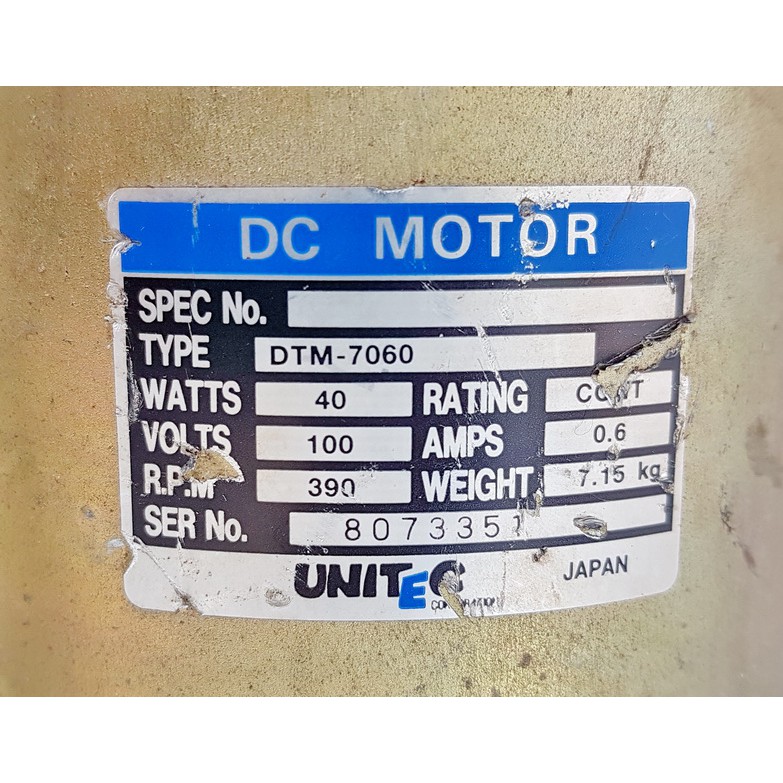 DC MOTOR
SPEC No.
TYPE DTM-7060
WATTS 40 RATING CONT
VOLTS 100 AMPS 0.6
R.P.M 390 WEIGHT 7.15 kg
SER No. 8073351
UNITEC JAPAN
CORPORATION